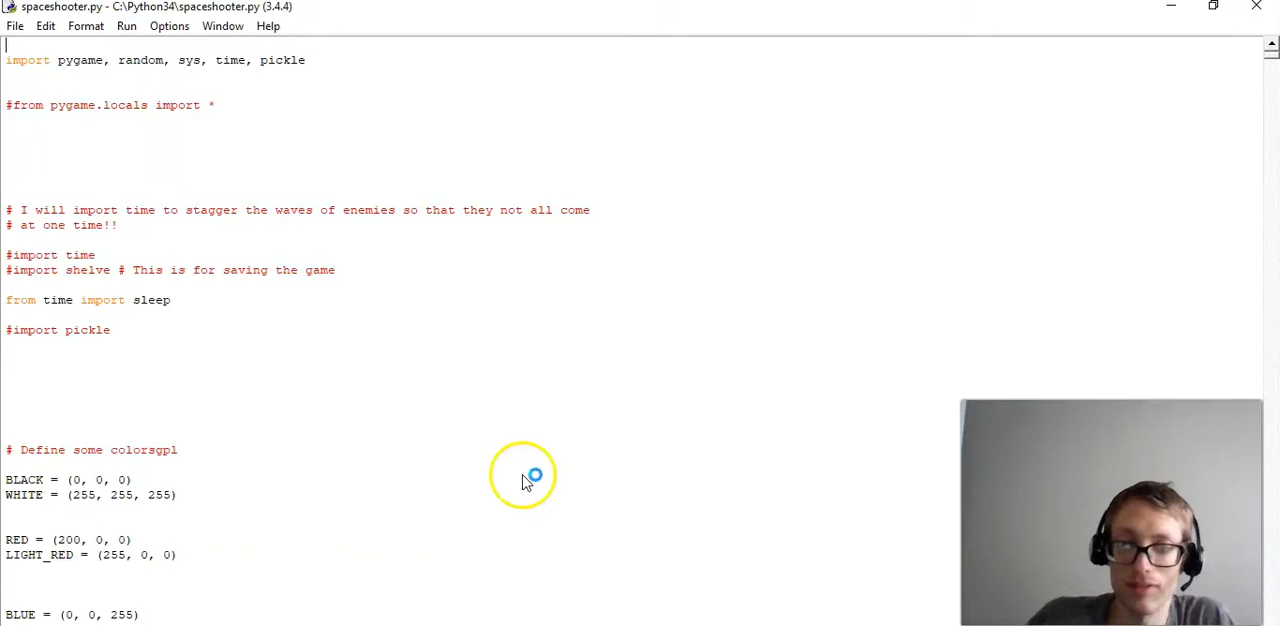 spaceshooter.py - C:\Python34\spaceshooter.py (3.4.4)
File Edit Format Run Options Window Help
import pygame, random, sys, time, pickle
#from pygame.locals import *
# I will import time to stagger the waves of enemies so that they not all come
# at one time!!
#import time
#import shelve # This is for saving the game
from time import sleep
#import pickle
# Define some colorsgpl
BLACK = (0, 0, 0)
WHITE = (255, 255, 255)
RED = (200, 0, 0)
LIGHT_RED = (255, 0, 0)
BLUE = (0, 0, 255)